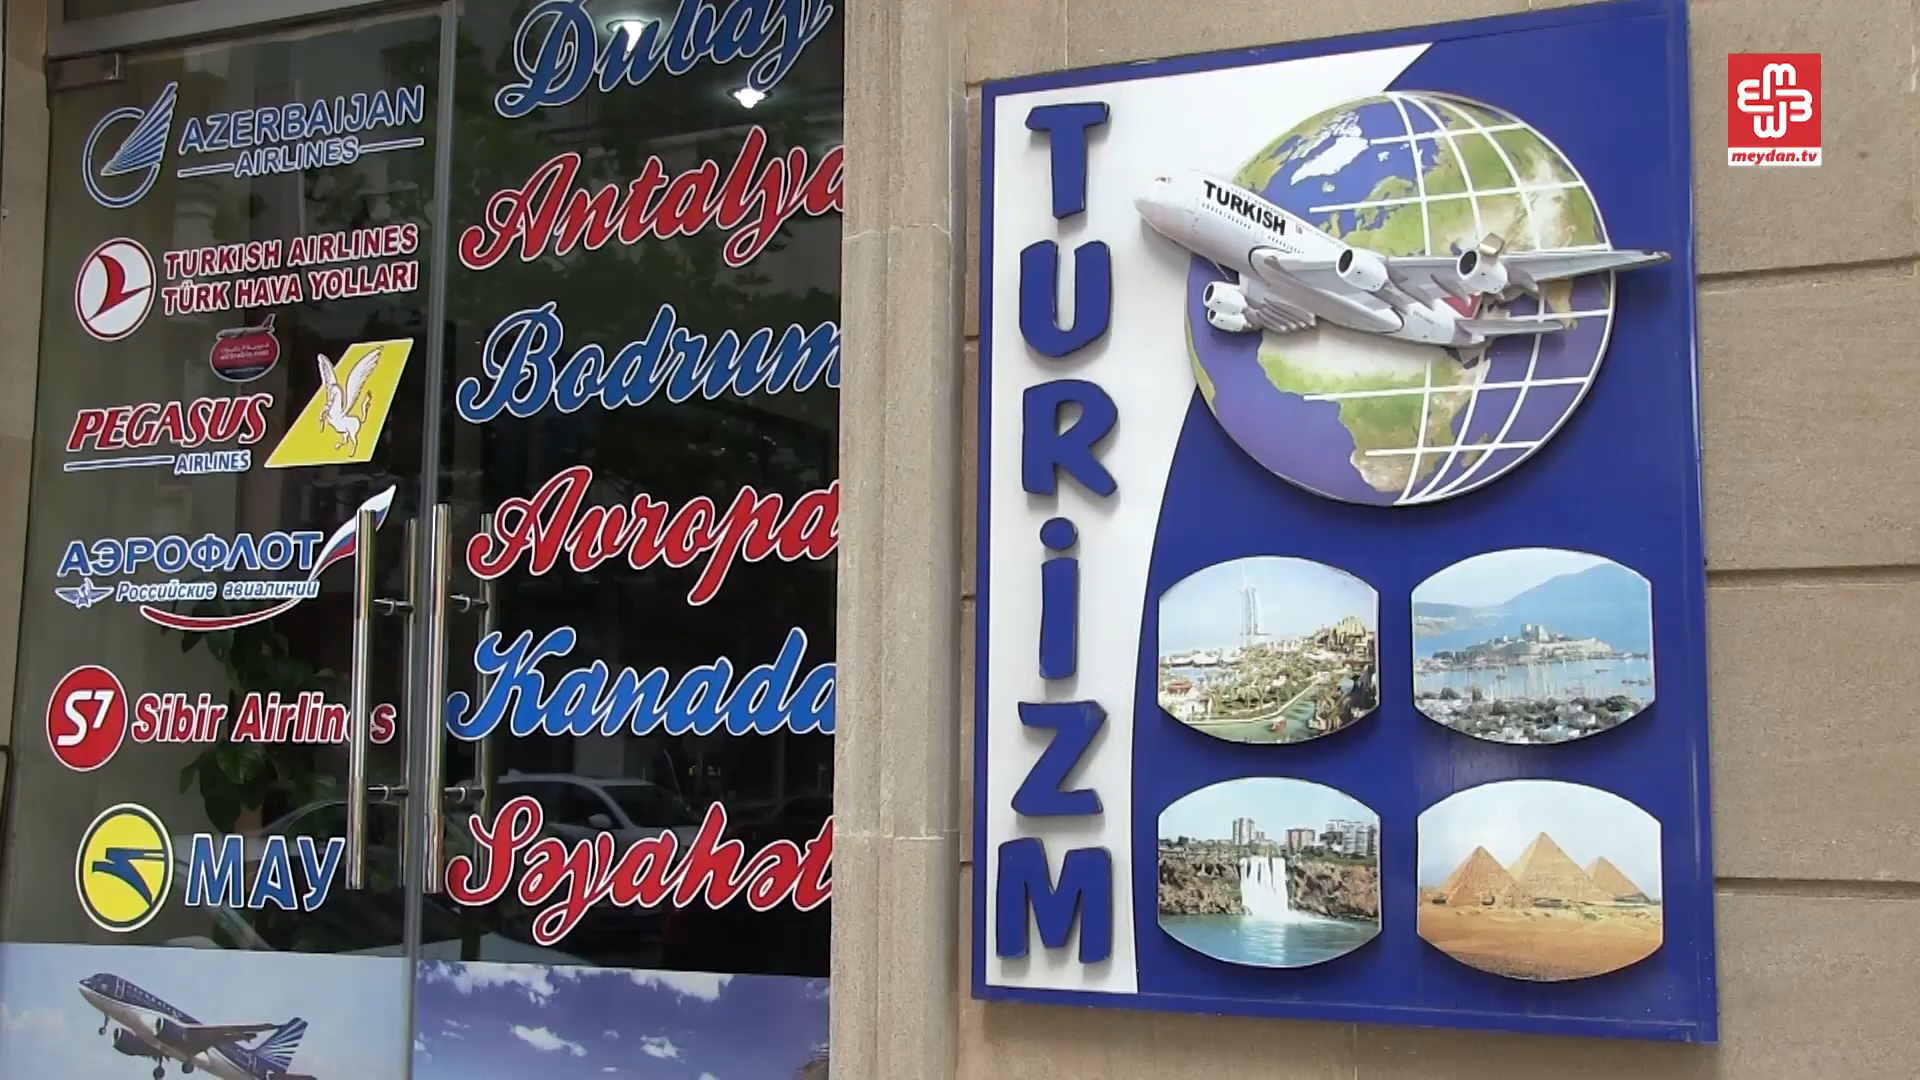 AZERBAIJAN
AIRLINES
TURKISH AIRLINES
TÜRK HAVA YOLLARI
PEGASUS
AIRLINES
АЭРОФЛОТ
Российские авиалинии
S7 Sibir Airlines
МАУ
Dubay
Antalya
Bodrum
Avropa
Kanada
Səyahət
TURİZM
TURKISH
meydan.tv